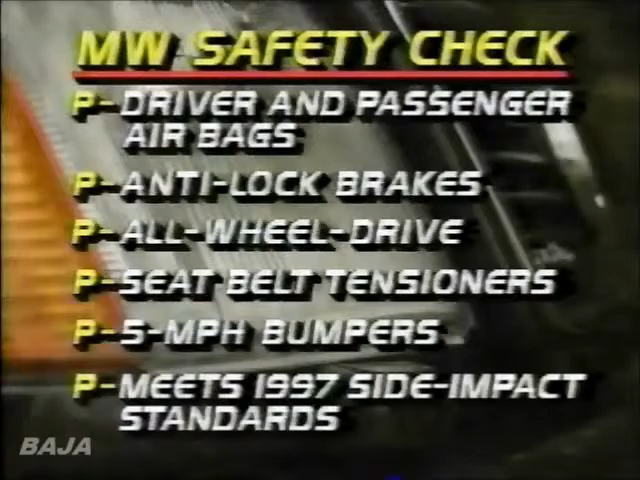 MW SAFETY CHECK
P-DRIVER AND PASSENGER
AIR BAGS
P-ANTI-LOCK BRAKES
P-ALL-WHEEL-DRIVE
P-SEAT BELT TENSIONERS
P-5-MPH BUMPERS
P-MEETS 1997 SIDE-IMPACT
STANDARDS
BAJA